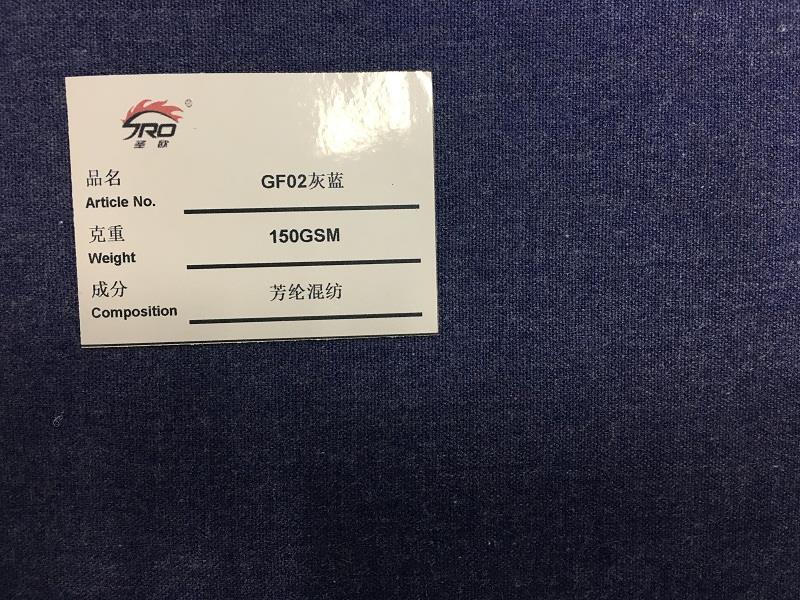 SRO
®
圣欧
品名 GF02灰蓝
Article No.
克重 150GSM
Weight
成分 芳纶混纺
Composition